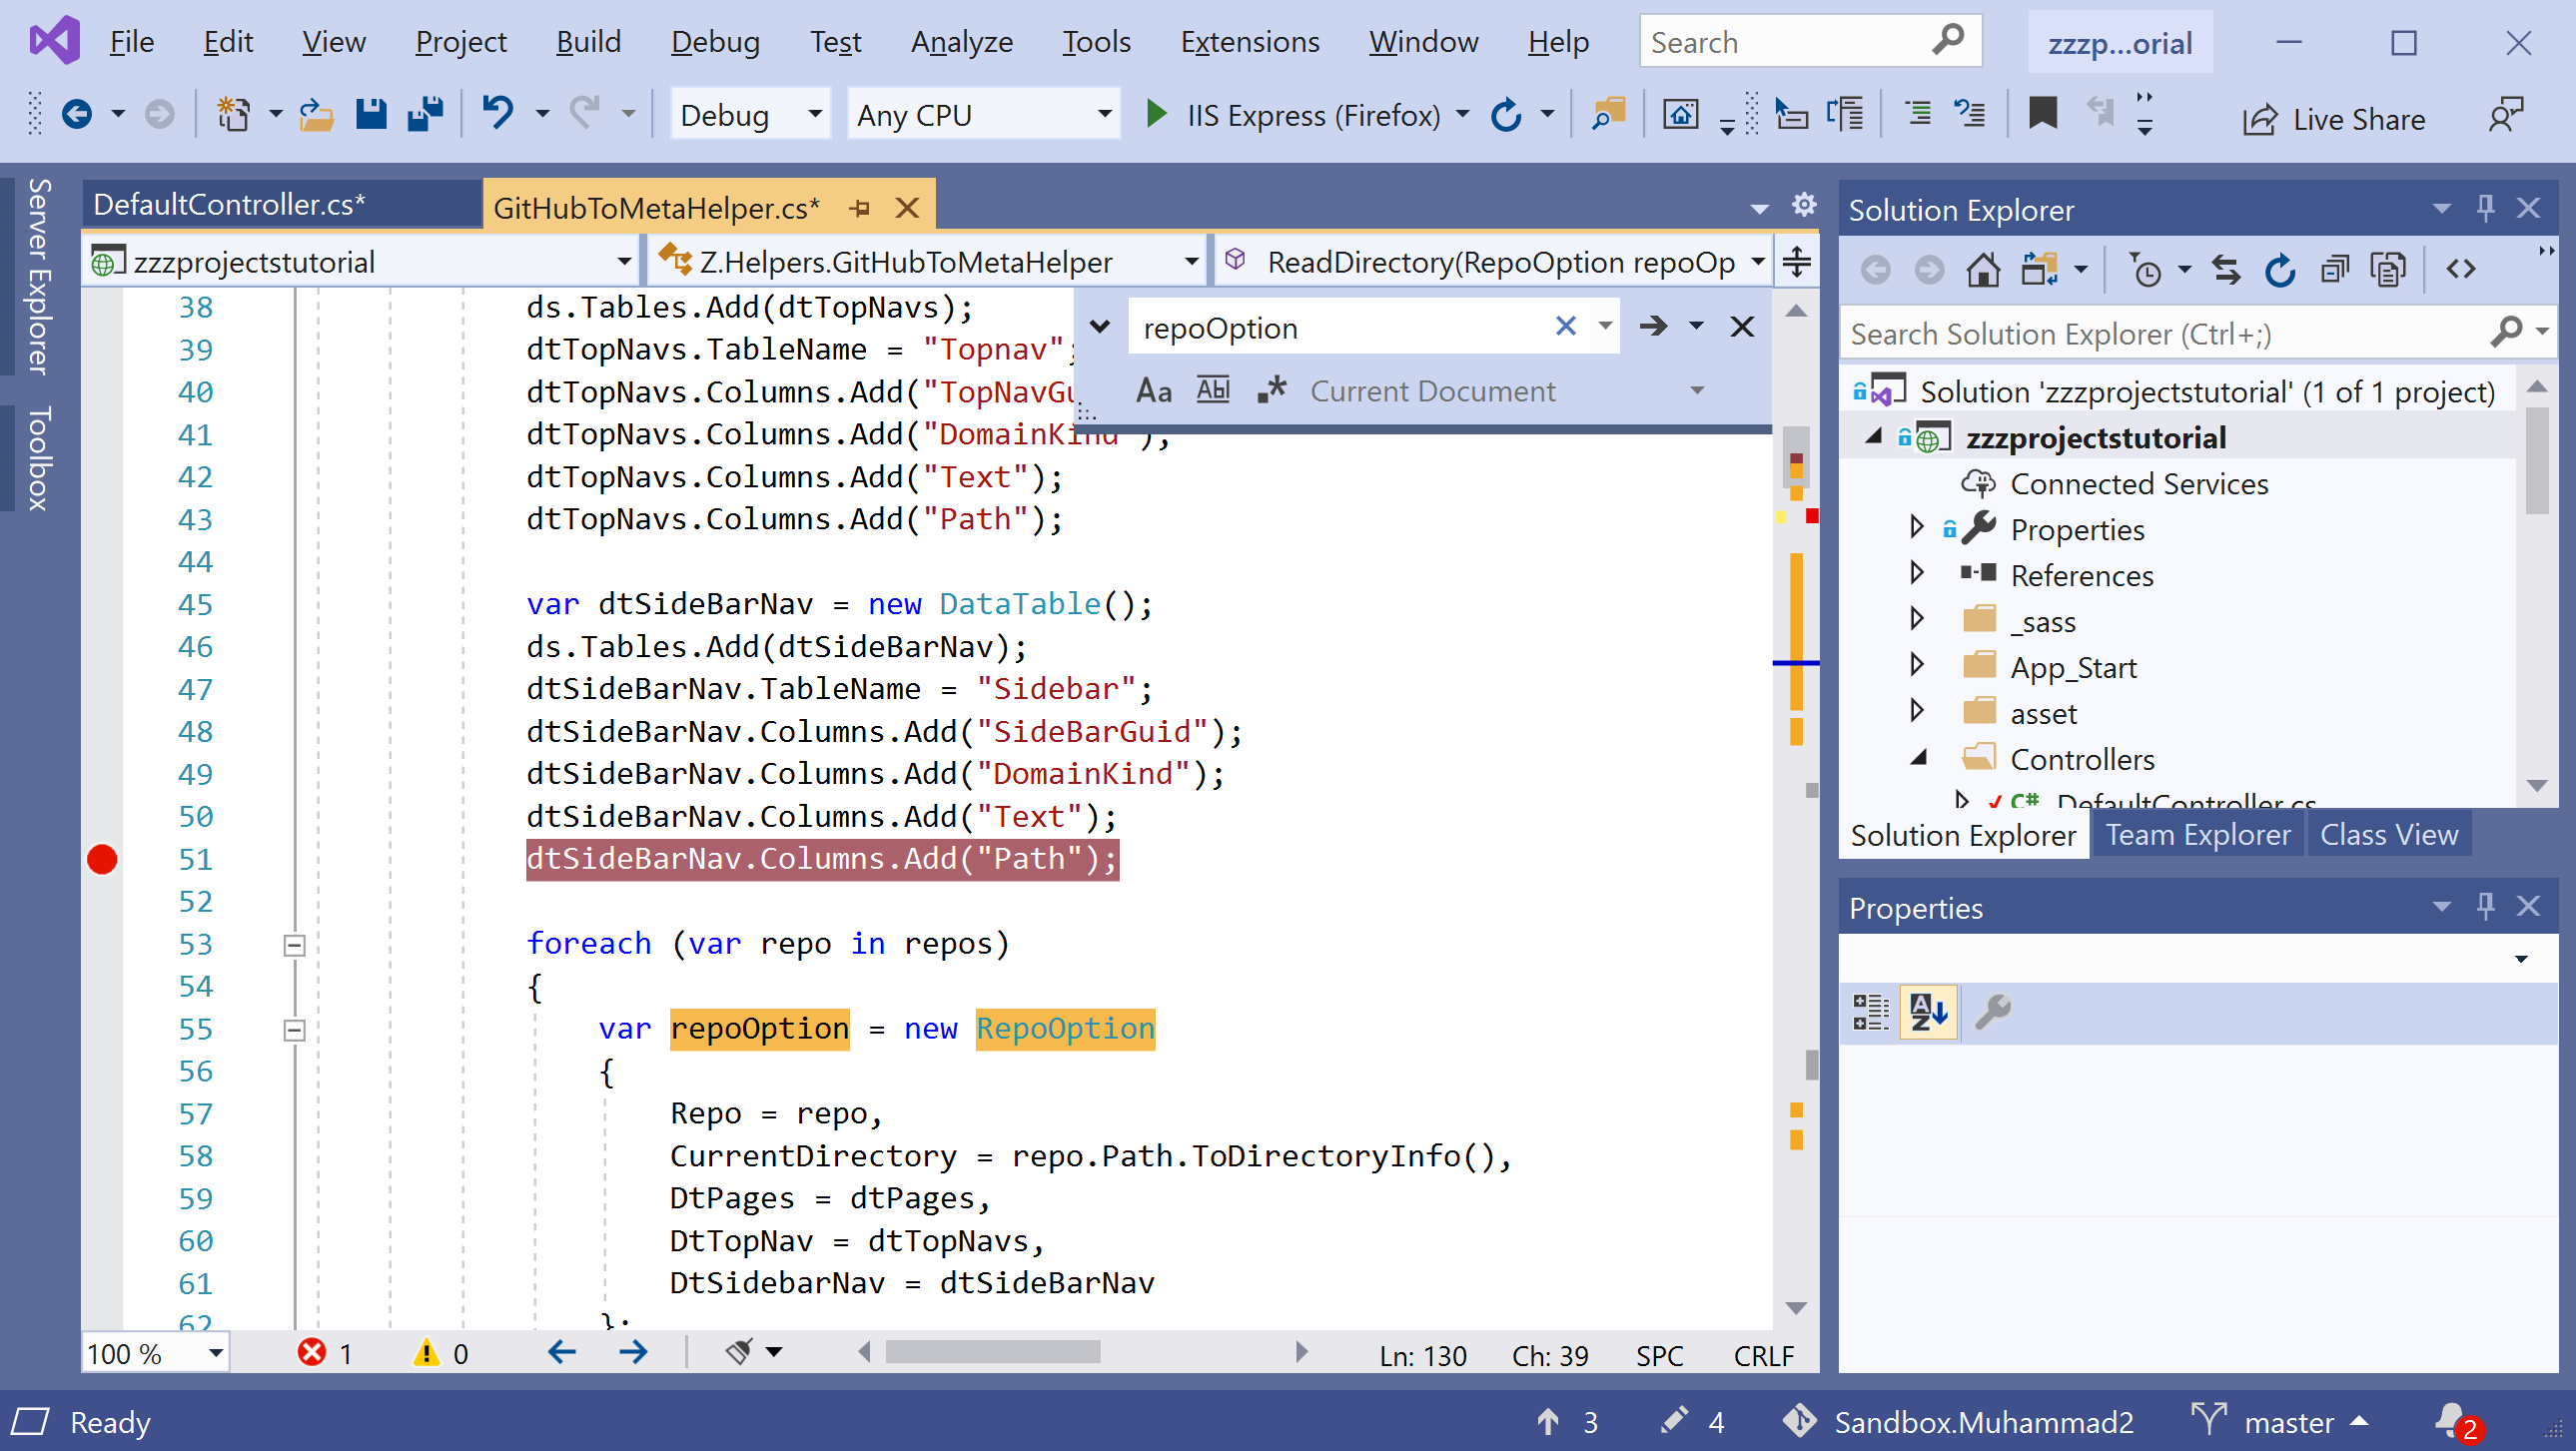 File Edit View Project Build Debug Test Analyze Tools Extensions Window Help Search zzzp...orial
Debug Any CPU IIS Express (Firefox) Live Share
Server Explorer
Toolbox
DefaultController.cs* GitHubToMetaHelper.cs*
zzzprojectstutorial Z.Helpers.GitHubToMetaHelper ReadDirectory(RepoOption repoOp
repoOption
Aa Abl .* Current Document
38 ds.Tables.Add(dtTopNavs);
39 dtTopNavs.TableName = "Topnav";
40 dtTopNavs.Columns.Add("TopNavGu
41 dtTopNavs.Columns.Add("DomainKind");
42 dtTopNavs.Columns.Add("Text");
43 dtTopNavs.Columns.Add("Path");
44
45 var dtSideBarNav = new DataTable();
46 ds.Tables.Add(dtSideBarNav);
47 dtSideBarNav.TableName = "Sidebar";
48 dtSideBarNav.Columns.Add("SideBarGuid");
49 dtSideBarNav.Columns.Add("DomainKind");
50 dtSideBarNav.Columns.Add("Text");
51 dtSideBarNav.Columns.Add("Path");
52
53 foreach (var repo in repos)
54 {
55 var repoOption = new RepoOption
56 {
57 Repo = repo,
58 CurrentDirectory = repo.Path.ToDirectoryInfo(),
59 DtPages = dtPages,
60 DtTopNav = dtTopNavs,
61 DtSidebarNav = dtSideBarNav
62 };
100 % 1 0 Ln: 130 Ch: 39 SPC CRLF
Solution Explorer
Search Solution Explorer (Ctrl+;)
Solution 'zzzprojectstutorial' (1 of 1 project)
zzzprojectstutorial
Connected Services
Properties
References
_sass
App_Start
asset
Controllers
C# DefaultController.cs
Solution Explorer Team Explorer Class View
Properties
AZ
Ready 3 4 Sandbox.Muhammad2 master 2